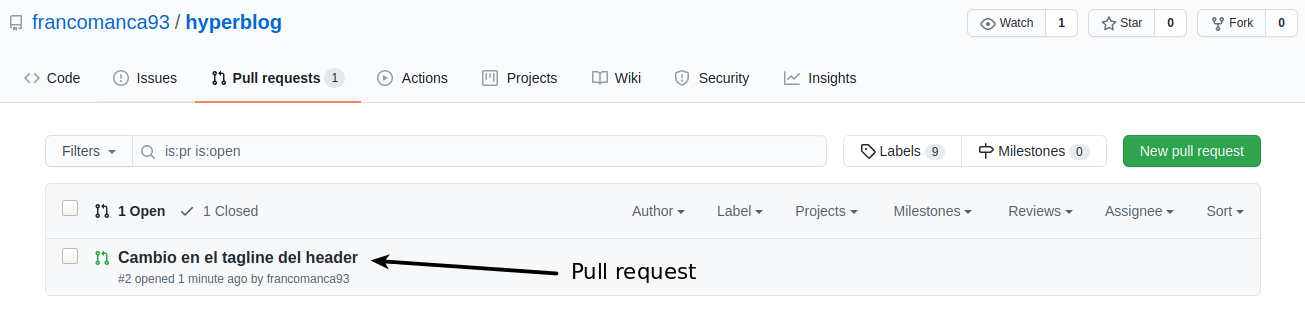 francomanca93 / hyperblog Watch 1 Star 0 Fork 0
Code Issues Pull requests 1 Actions Projects Wiki Security Insights
Filters is:pr is:open Labels 9 Milestones 0 New pull request
1 Open 1 Closed Author Label Projects Milestones Reviews Assignee Sort
Cambio en el tagline del header
#2 opened 1 minute ago by francomanca93
Pull request